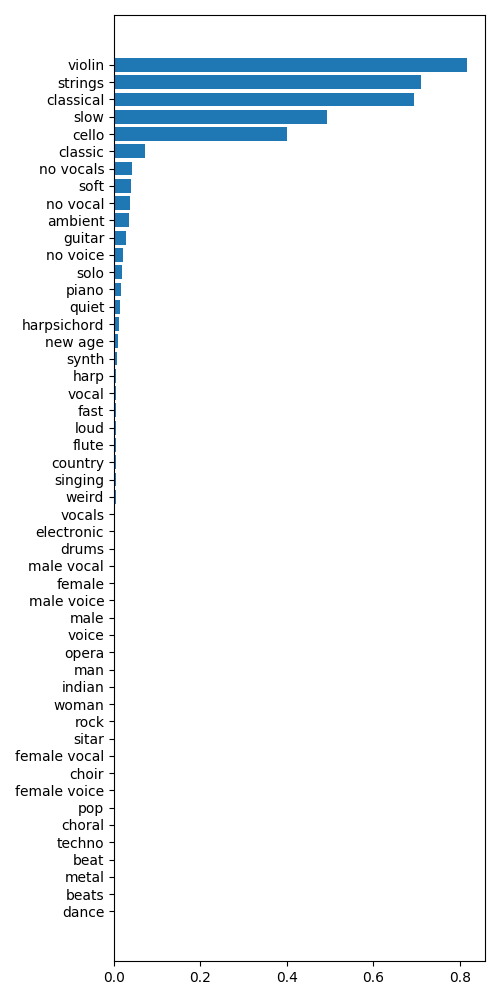 violin
strings
classical
slow
cello
classic
no vocals
soft
no vocal
ambient
guitar
no voice
solo
piano
quiet
harpsichord
new age
synth
harp
vocal
fast
loud
flute
country
singing
weird
vocals
electronic
drums
male vocal
female
male voice
male
voice
opera
man
indian
woman
rock
sitar
female vocal
choir
female voice
pop
choral
techno
beat
metal
beats
dance
0.0 0.2 0.4 0.6 0.8